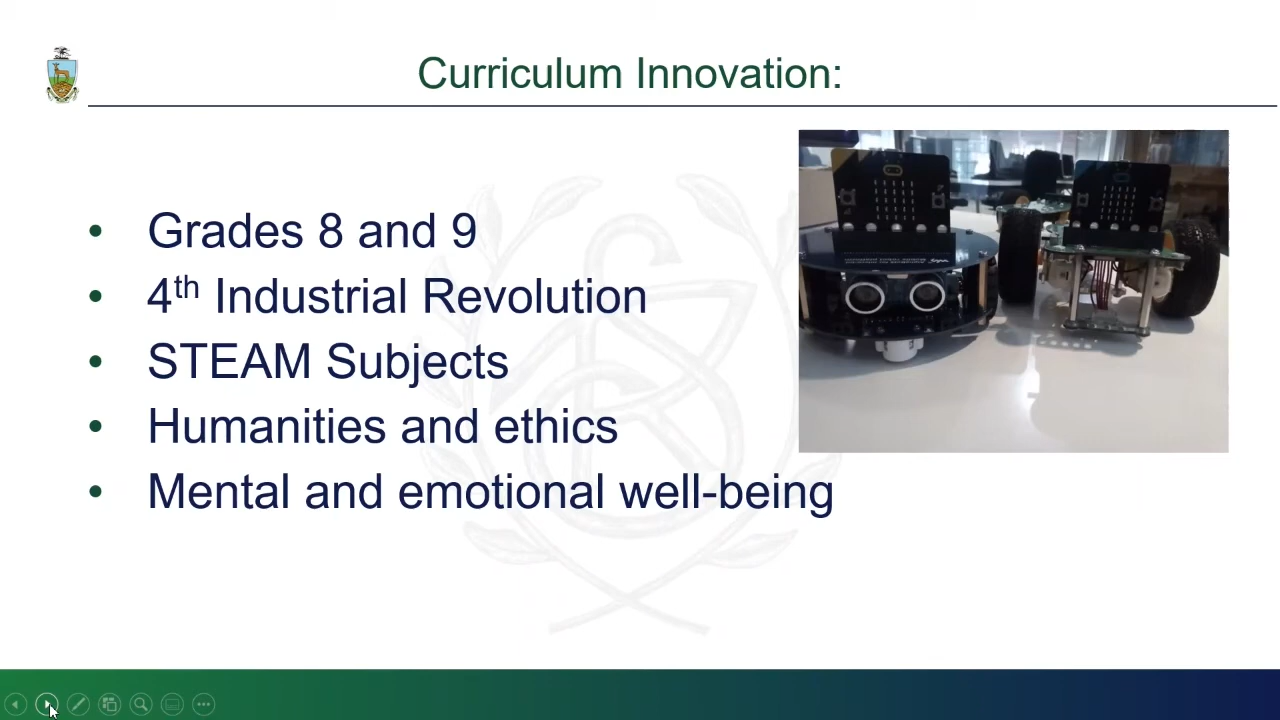 Curriculum Innovation:
• Grades 8 and 9
• 4th Industrial Revolution
• STEAM Subjects
• Humanities and ethics
• Mental and emotional well-being